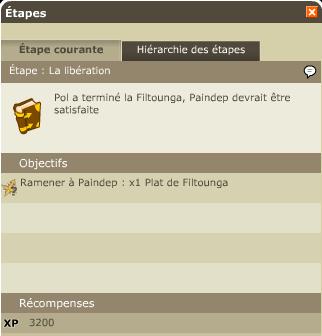 Étapes
Étape courante
Hiérarchie des étapes
Étape : La libération
Pol a terminé la Filtounga, Paindep devrait être
satisfaite
Objectifs
Ramener à Paindep : x1 Plat de Filtounga
Récompenses
XP 3200